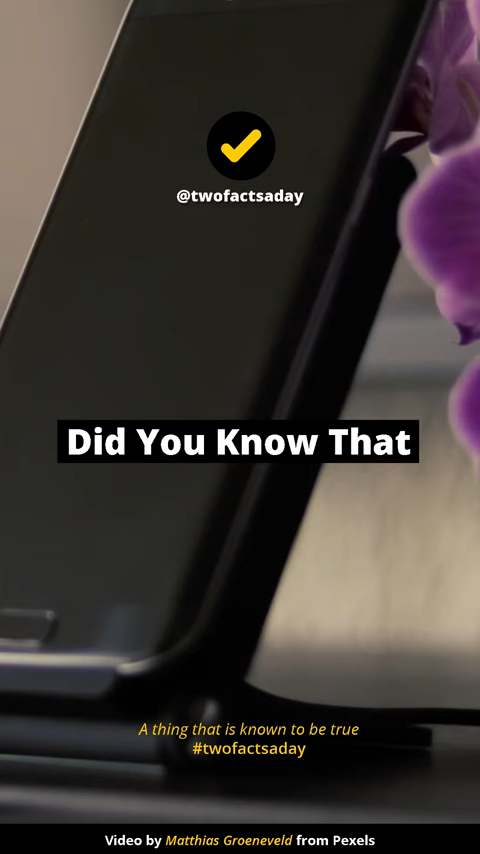 @twofactsaday
Did You Know That
A thing that is known to be true
#twofactsaday
Video by Matthias Groeneveld from Pexels